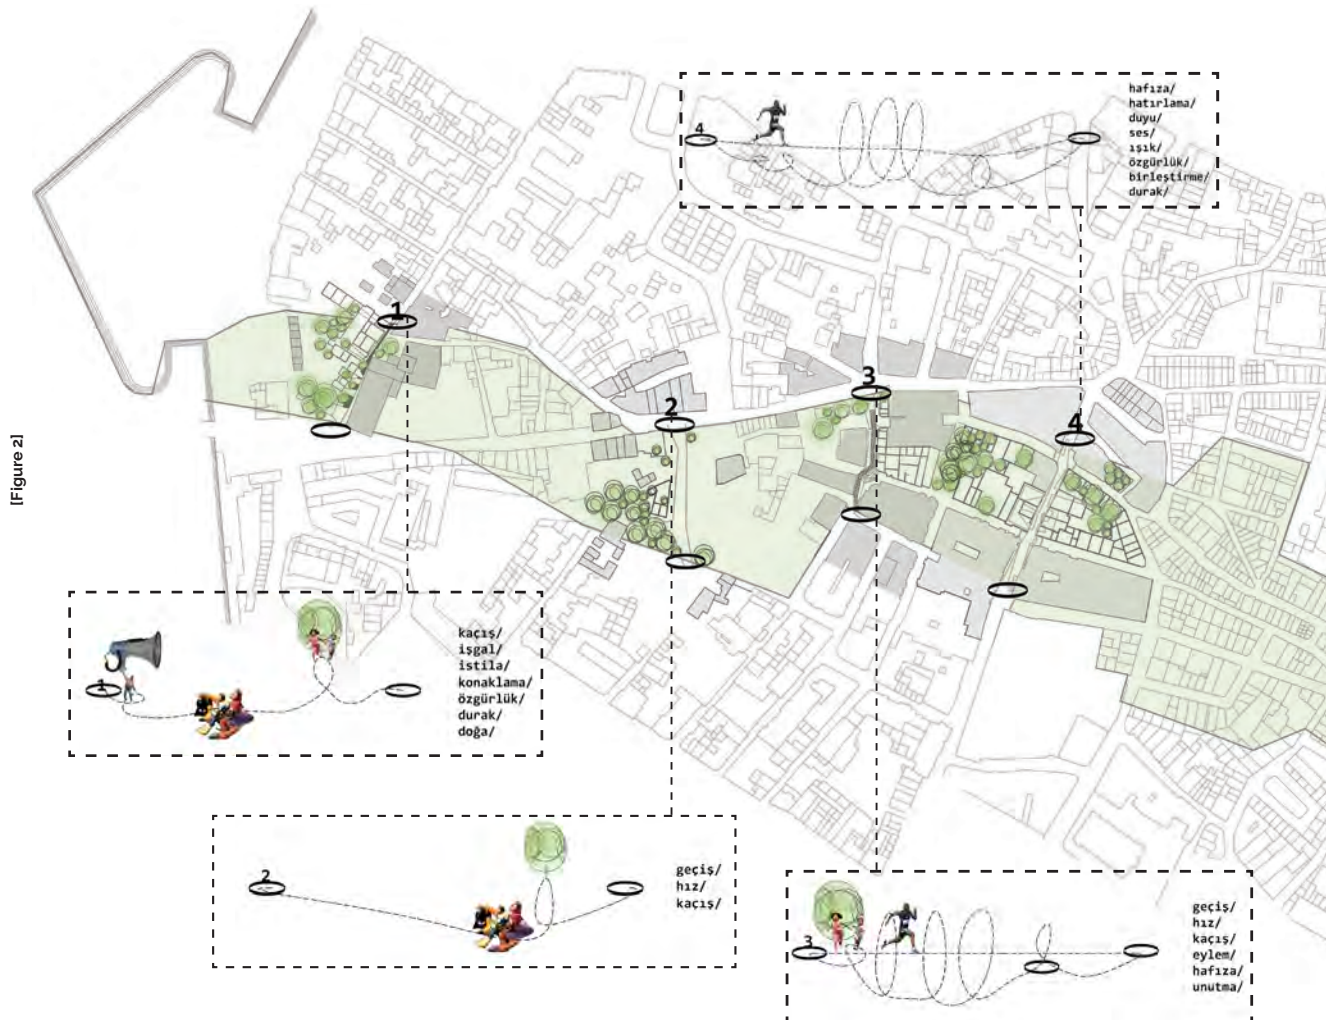 [Figure 2]
4
hafıza/
hatırlama/
duyu/
ses/
ışık/
özgürlük/
birleştirme/
durak/
1
2
3
4
1
kaçış/
işgal/
istila/
konaklama/
özgürlük/
durak/
doğa/
2
geçiş/
hız/
kaçış/
3
geçiş/
hız/
kaçış/
eylem/
hafıza/
unutma/